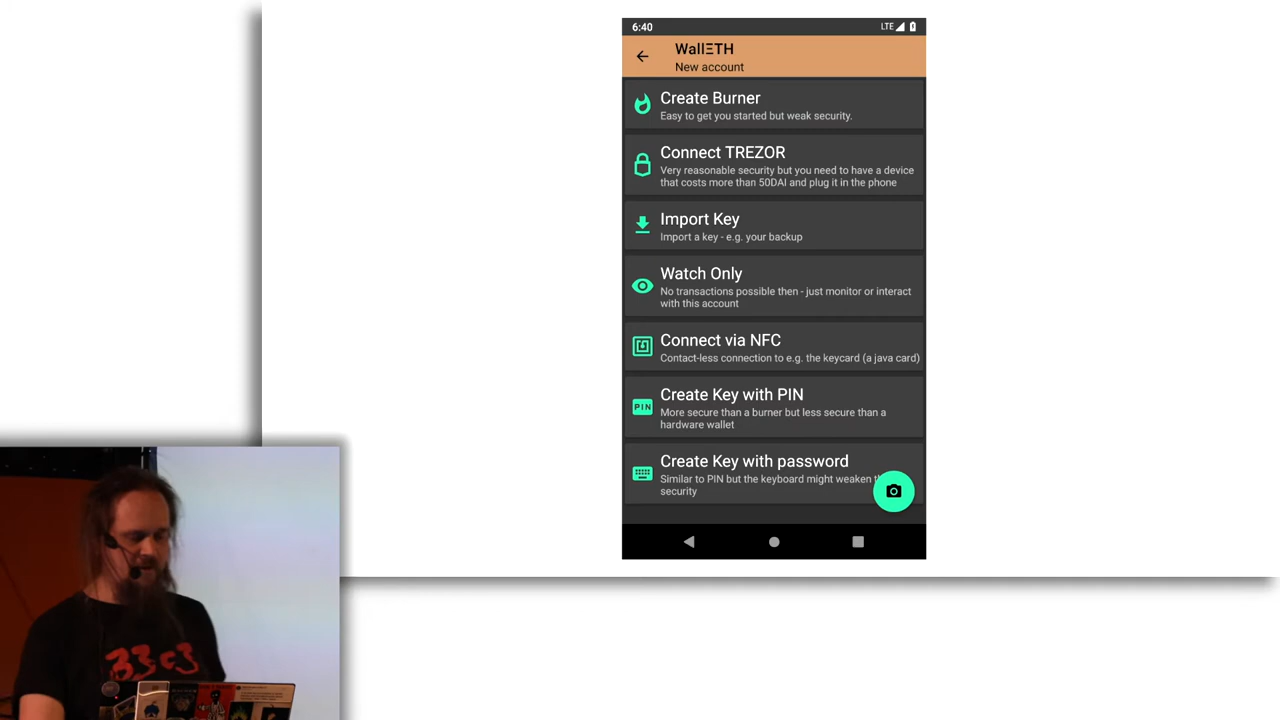 6:40
LTE
WallΞTH
New account
Create Burner
Easy to get you started but weak security.
Connect TREZOR
Very reasonable security but you need to have a device
that costs more than 50DAI and plug it in the phone
Import Key
Import a key - e.g. your backup
Watch Only
No transactions possible then - just monitor or interact
with this account
Connect via NFC
Contact-less connection to e.g. the keycard (a java card)
PIN
Create Key with PIN
More secure than a burner but less secure than a
hardware wallet
Create Key with password
Similar to PIN but the keyboard might weaken
security
33c3